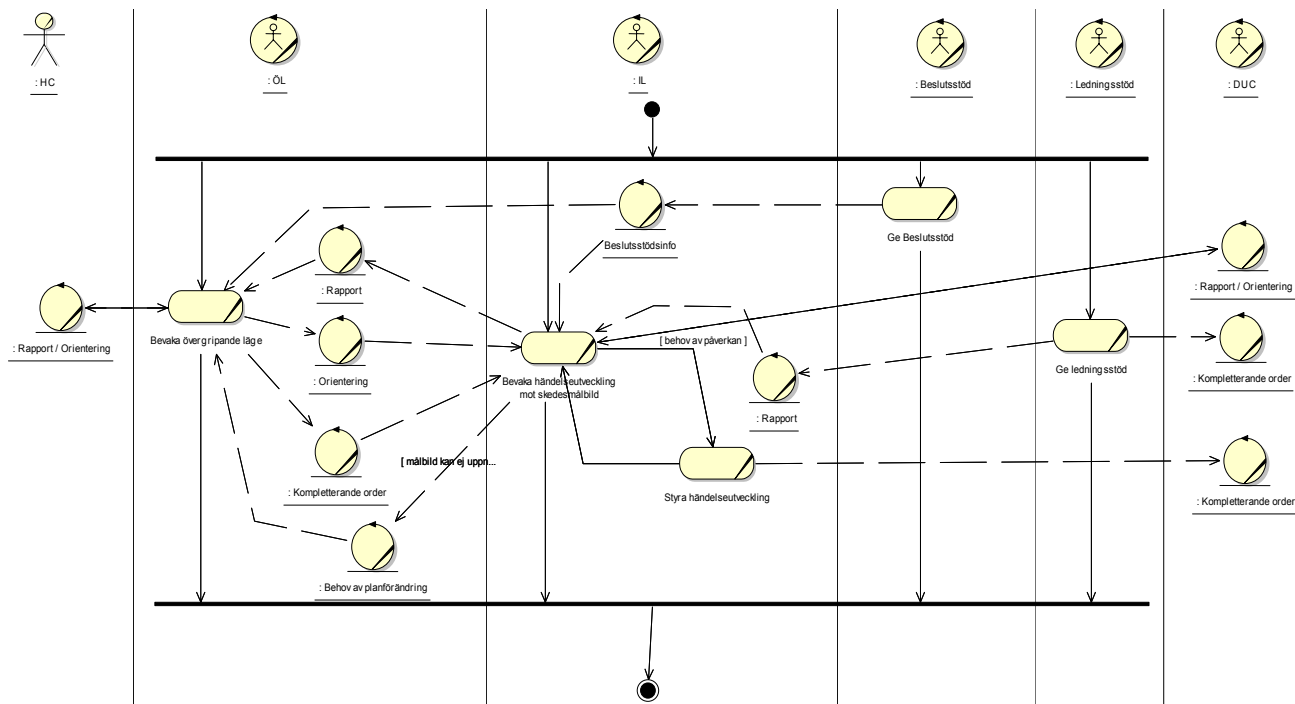 : HC
: ÖL
: IL
: Beslutsstöd
: Ledningsstöd
: DUC
Ge Beslutsstöd
Beslutsstödsinfo
: Rapport
: Rapport / Orientering
: Rapport / Orientering
Bevaka övergripande läge
[ behov av påverkan ]
: Orientering
Bevaka händelseutveckling
mot skedesmålbild
Ge ledningsstöd
: Kompletterande order
: Rapport
[ målbild kan ej uppn...
: Kompletterande order
Styra händelseutveckling
: Kompletterande order
: Behov av planförändring